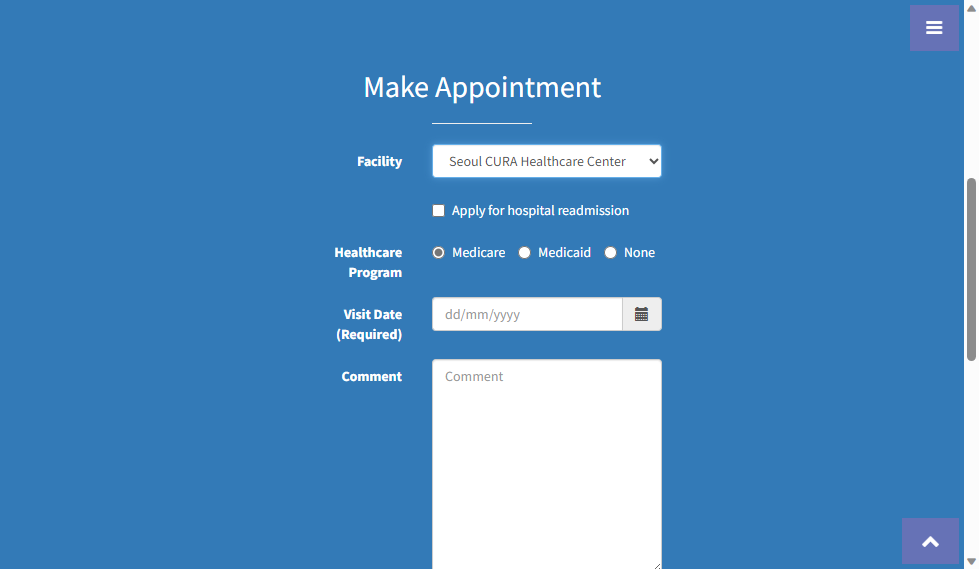 Make Appointment
Facility
Seoul CURA Healthcare Center
Apply for hospital readmission
Healthcare
Program
Medicare
Medicaid
None
Visit Date
(Required)
dd/mm/yyyy
Comment
Comment